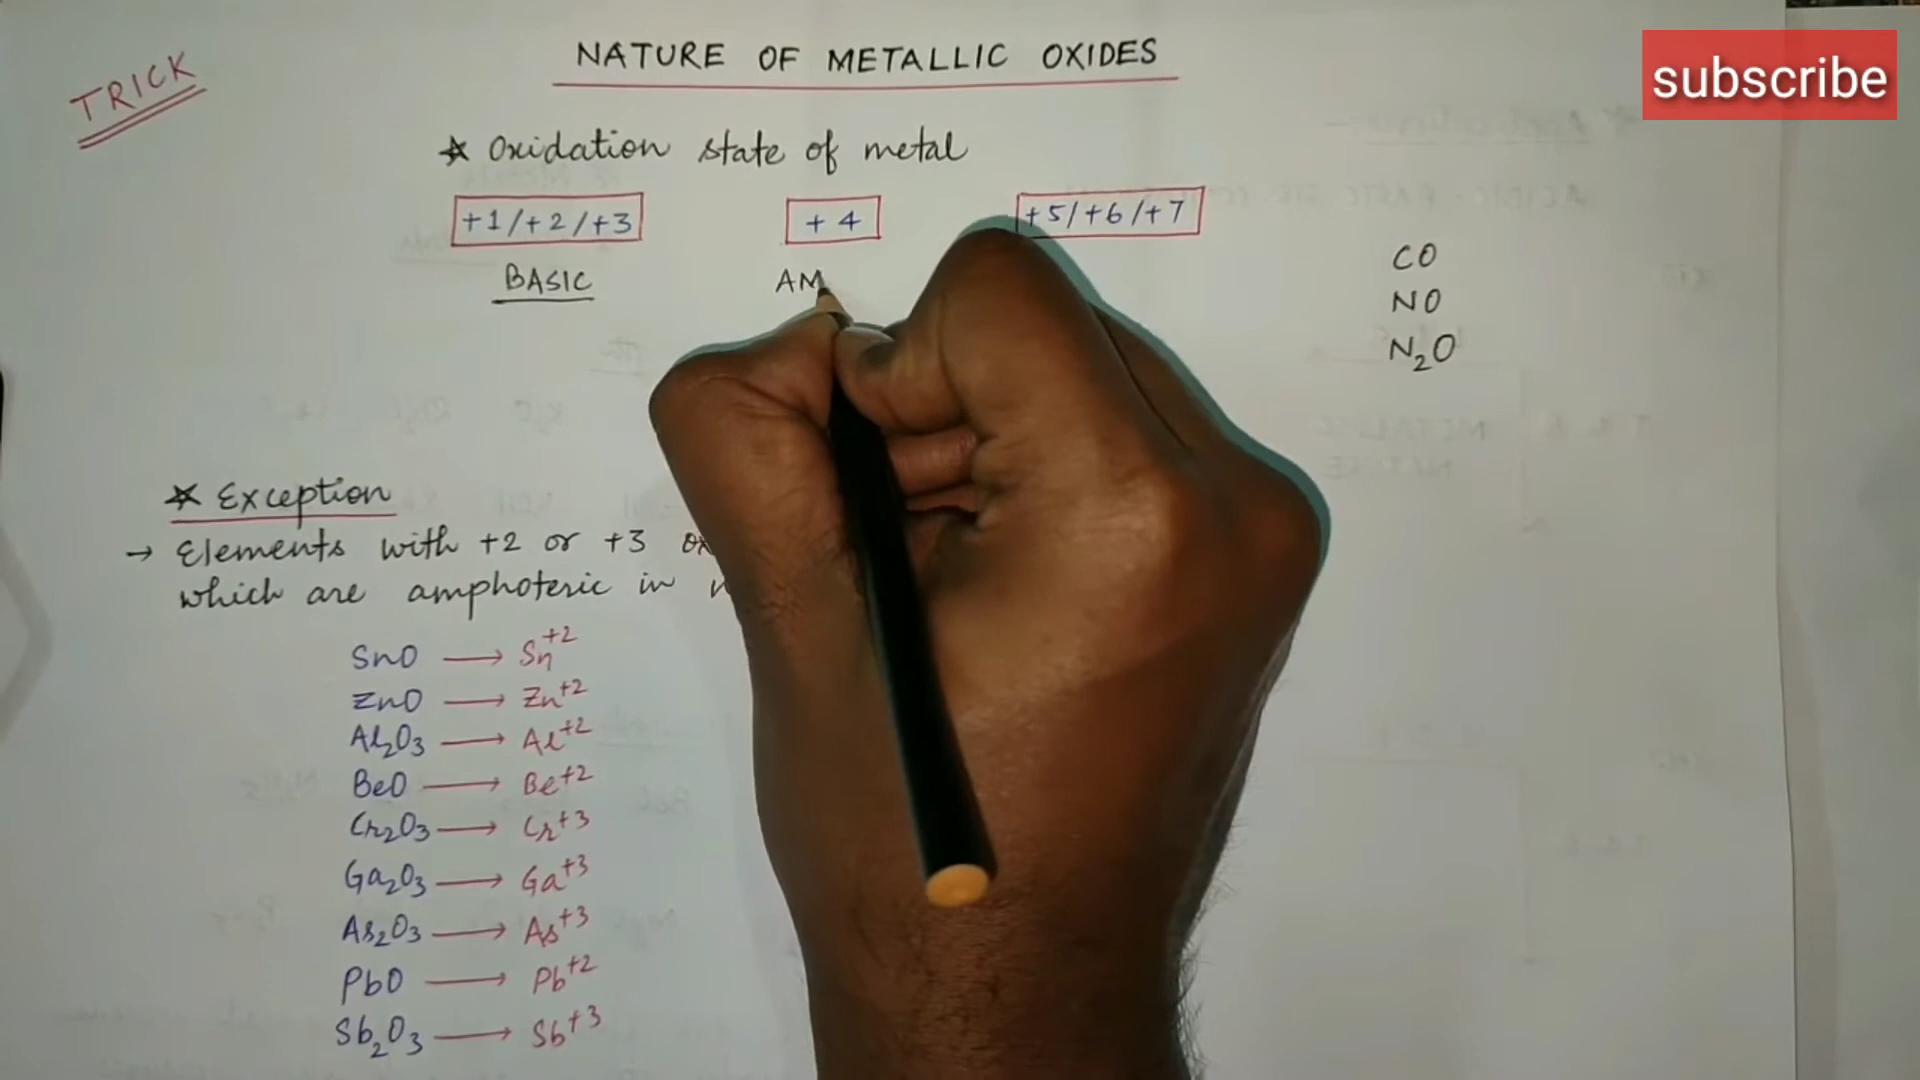 TRICK
NATURE OF METALLIC OXIDES
subscribe
* Oxidation state of metal
+1/+2/+3 +4 +5/+6/+7
BASIC AM
CO
NO
N₂O
* Exception
→ Elements with +2 or +3
which are amphoteric in
SnO → Sn⁺²
ZnO → Zn⁺²
Al₂O₃ → Al⁺²
BeO → Be⁺²
Cr₂O₃ → Cr⁺³
Ga₂O₃ → Ga⁺³
As₂O₃ → As⁺³
PbO → Pb⁺²
Sb₂O₃ → Sb⁺³